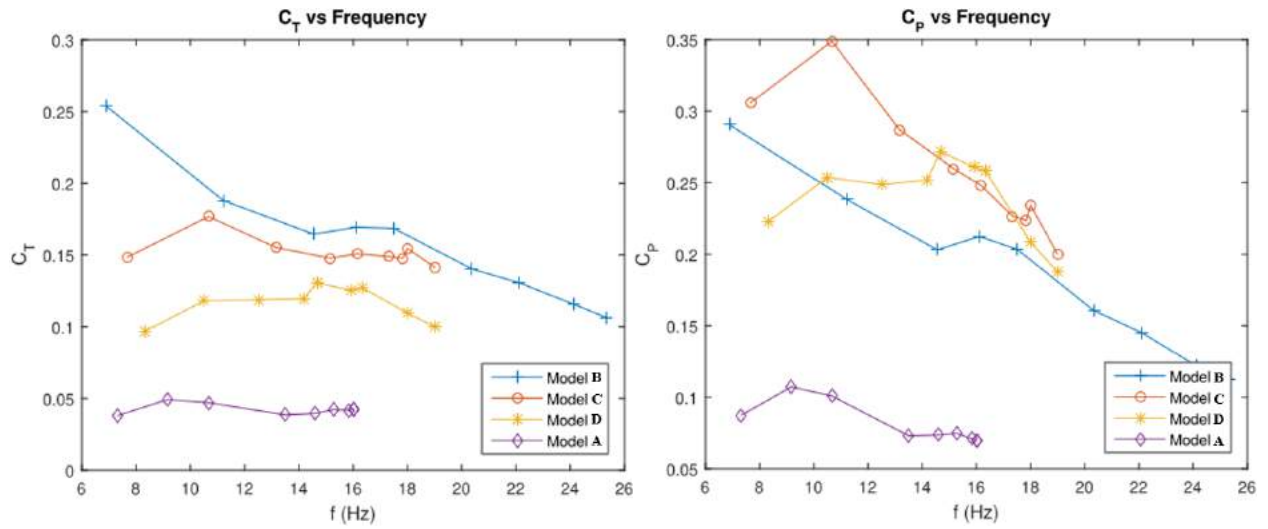 C_T vs Frequency
0.3
0.25
0.2
0.15
0.1
0.05
0
C_T
6 8 10 12 14 16 18 20 22 24 26
f (Hz)
Model B
Model C
Model D
Model A
C_P vs Frequency
0.35
0.3
0.25
0.2
0.15
0.1
0.05
C_P
6 8 10 12 14 16 18 20 22 24 26
f (Hz)
Model B
Model C
Model D
Model A